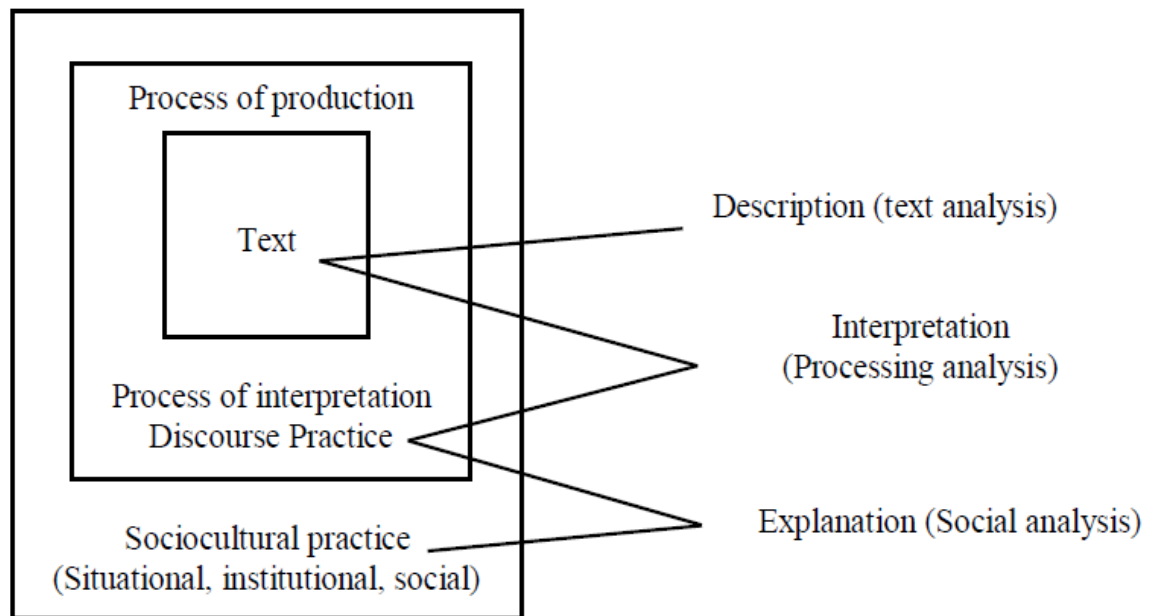 Process of production
Text
Process of interpretation
Discourse Practice
Sociocultural practice
(Situational, institutional, social)
Description (text analysis)
Interpretation
(Processing analysis)
Explanation (Social analysis)